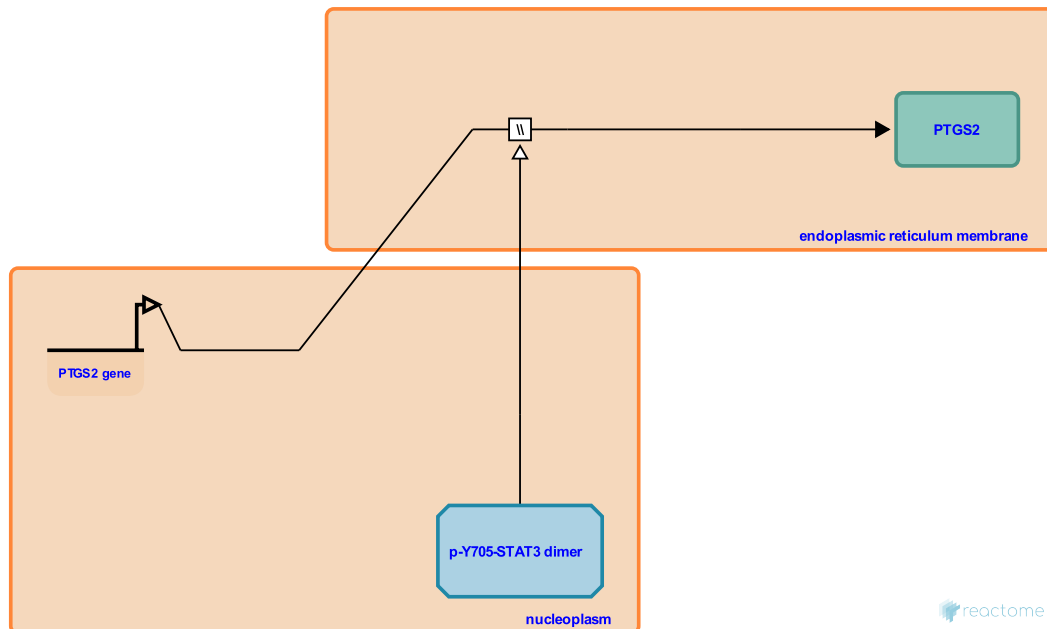 PTGS2
endoplasmic reticulum membrane
PTGS2 gene
p-Y705-STAT3 dimer
nucleoplasm
reactome